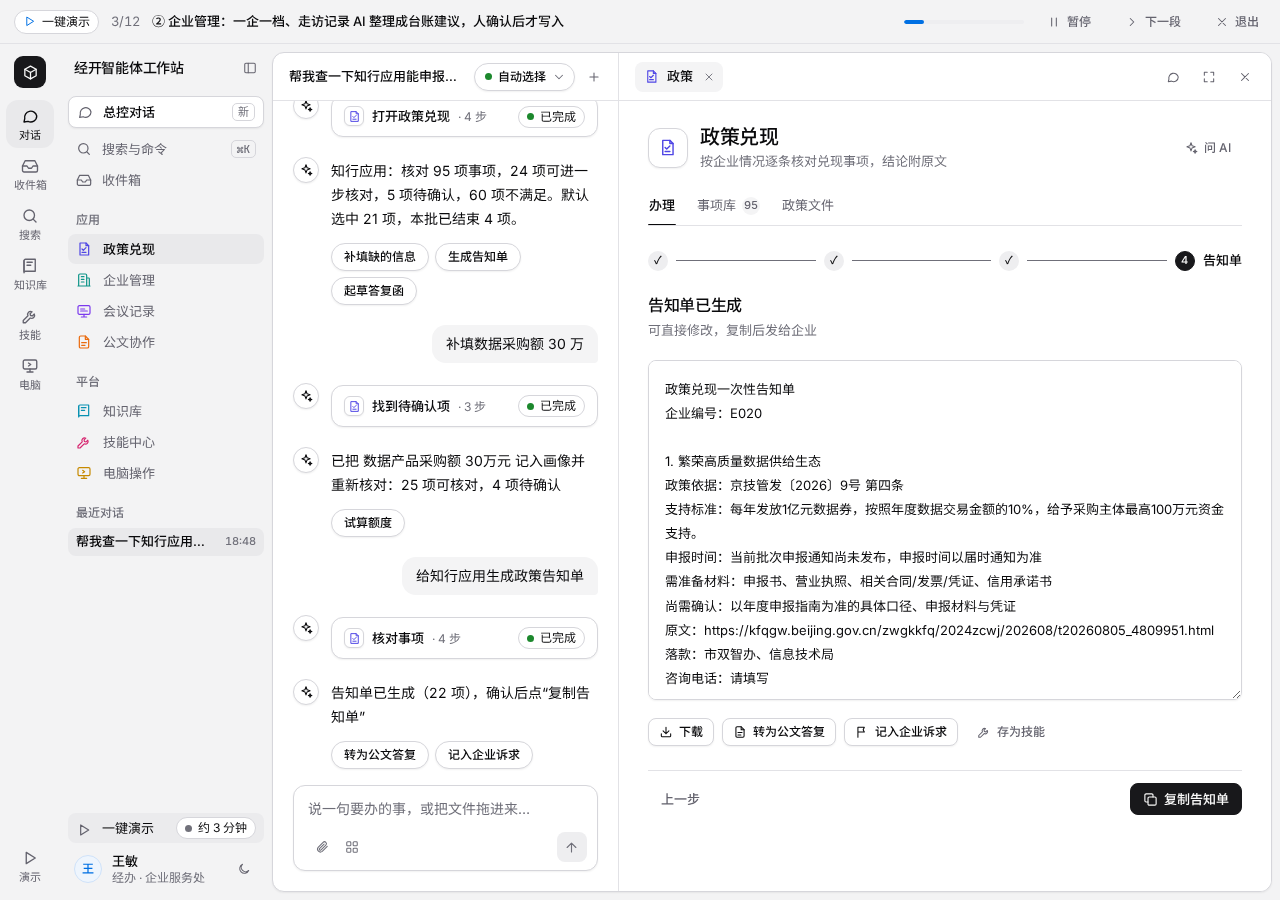 一键演示
3/12
② 企业管理：一企一档、走访记录 AI 整理成台账建议，人确认后才写入
暂停
下一段
退出
对话
收件箱
搜索
知识库
技能
电脑
演示
经开智能体工作站
总控对话
新
搜索与命令
⌘K
收件箱
应用
政策兑现
企业管理
会议记录
公文协作
平台
知识库
技能中心
电脑操作
最近对话
帮我查一下知行应用...
18:48
一键演示
约 3 分钟
王
王敏
经办 · 企业服务处
帮我查一下知行应用能申报...
自动选择
打开政策兑现 · 4 步
已完成
知行应用：核对 95 项事项，24 项可进一
步核对，5 项待确认，60 项不满足。默认
选中 21 项，本批已结束 4 项。
补填缺的信息
生成告知单
起草答复函
补填数据采购额 30 万
找到待确认项 · 3 步
已完成
已把 数据产品采购额 30万元 记入画像并
重新核对：25 项可核对，4 项待确认
试算额度
给知行应用生成政策告知单
核对事项 · 4 步
已完成
告知单已生成（22 项），确认后点“复制告
知单”
转为公文答复
记入企业诉求
说一句要办的事，或把文件拖进来...
政策
政策兑现
按企业情况逐条核对兑现事项，结论附原文
问 AI
办理
事项库 95
政策文件
4 告知单
告知单已生成
可直接修改，复制后发给企业
政策兑现一次性告知单
企业编号：E020
1. 繁荣高质量数据供给生态
政策依据：京技管发〔2026〕9号 第四条
支持标准：每年发放1亿元数据券，按照年度数据交易金额的10%，给予采购主体最高100万元资金
支持。
申报时间：当前批次申报通知尚未发布，申报时间以届时通知为准
需准备材料：申报书、营业执照、相关合同/发票/凭证、信用承诺书
尚需确认：以年度申报指南为准的具体口径、申报材料与凭证
原文：https://kfqgw.beijing.gov.cn/zwgkkfq/2024zcwj/202608/t20260805_4809951.html
落款：市双智办、信息技术局
咨询电话：请填写
下载
转为公文答复
记入企业诉求
存为技能
上一步
复制告知单